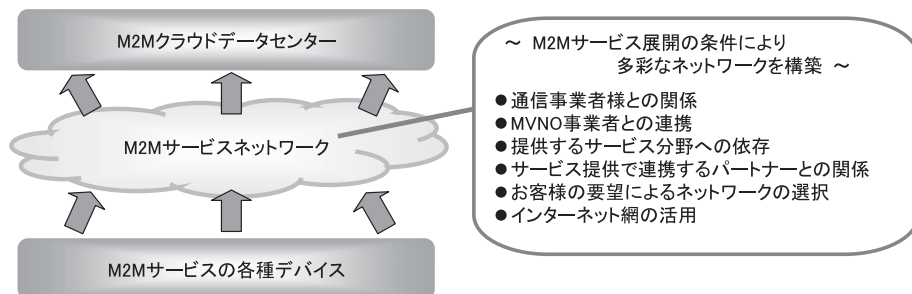 M2Mクラウドデータセンター
M2Mサービスネットワーク
M2Mサービスの各種デバイス
～ M2Mサービス展開の条件により
多彩なネットワークを構築 ～
●通信事業者様との関係
●MVNO事業者との連携
●提供するサービス分野への依存
●サービス提供で連携するパートナーとの関係
●お客様の要望によるネットワークの選択
●インターネット網の活用